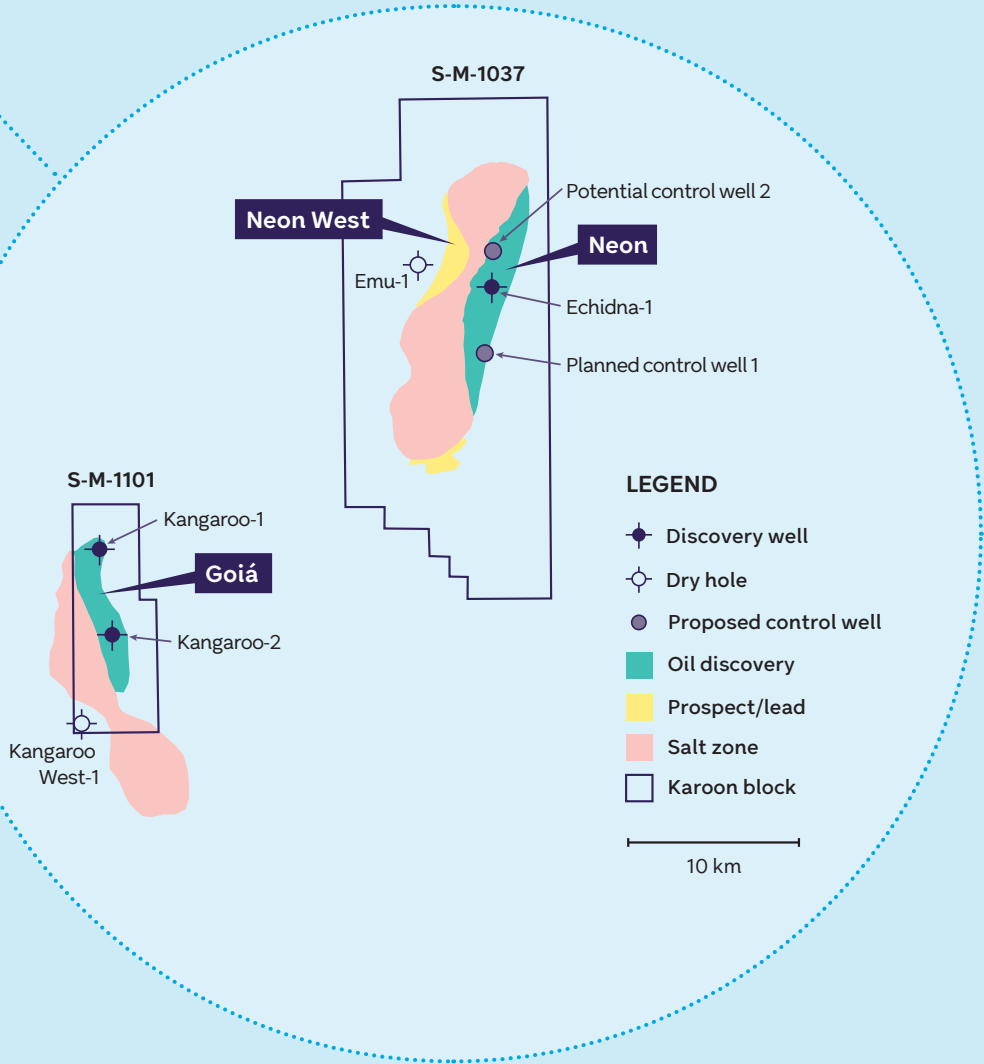 S-M-1037
Potential control well 2
Neon West
Neon
Emu-1
Echidna-1
Planned control well 1
S-M-1101
Kangaroo-1
Goiá
Kangaroo-2
Kangaroo
West-1
LEGEND
Discovery well
Dry hole
Proposed control well
Oil discovery
Prospect/lead
Salt zone
Karoon block
10 km